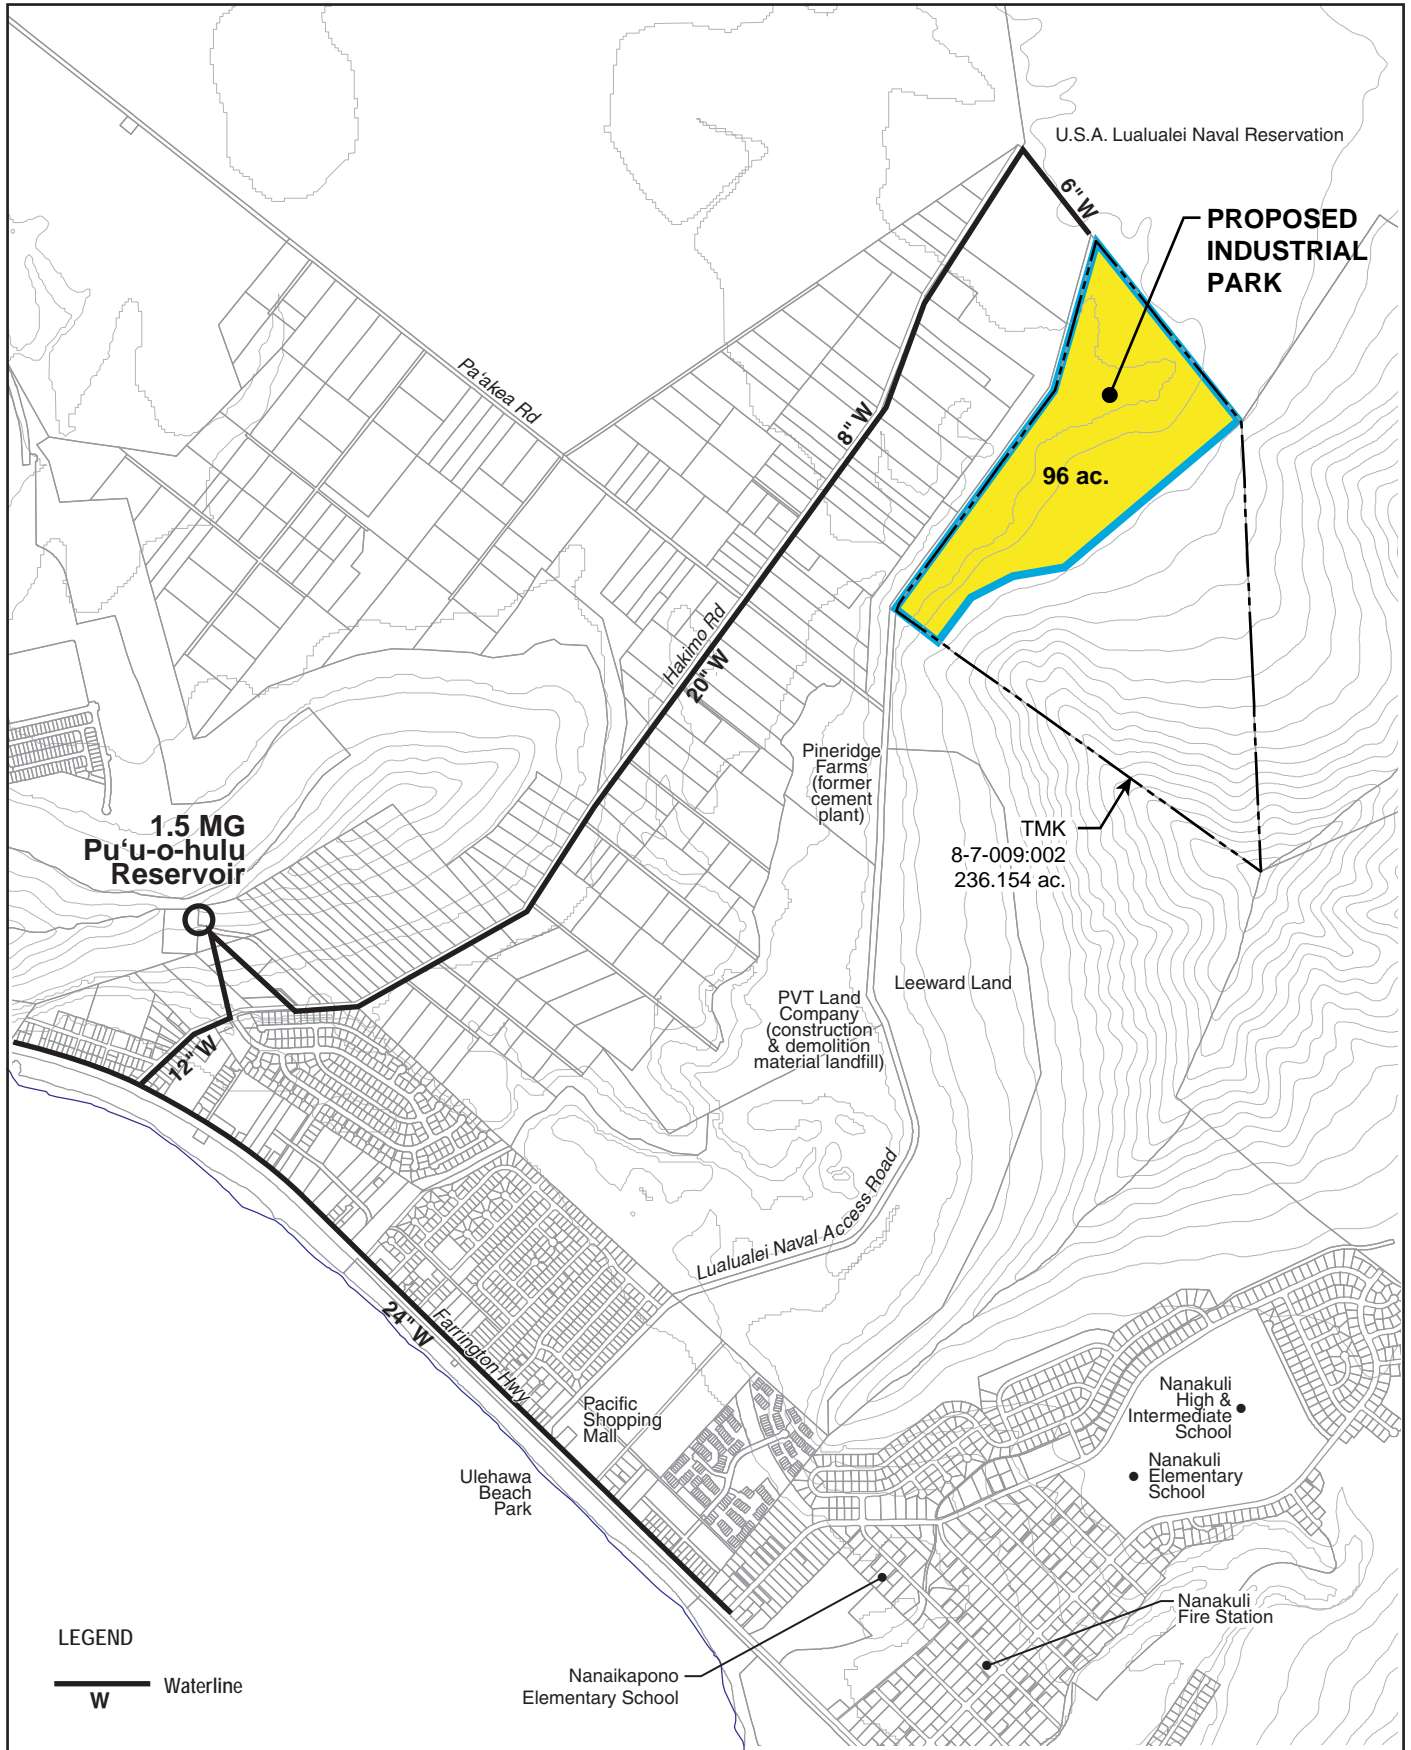 U.S.A. Lualualei Naval Reservation
6" W
PROPOSED
INDUSTRIAL
PARK
Pa‘akea Rd
8" W
96 ac.
Hakimo Rd
20" W
Pineridge
Farms
(former
cement
plant)
TMK
8-7-009:002
236.154 ac.
1.5 MG
Pu‘u-o-hulu
Reservoir
Leeward Land
PVT Land
Company
(construction
& demolition
material landfill)
12" W
Lualualei Naval Access Road
24" W
Farrington Hwy
Pacific
Shopping
Mall
Nanakuli
High &
Intermediate
School
Nanakuli
Elementary
School
Ulehawa
Beach
Park
Nanakuli
Fire Station
Nanaikapono
Elementary School
LEGEND
W
Waterline